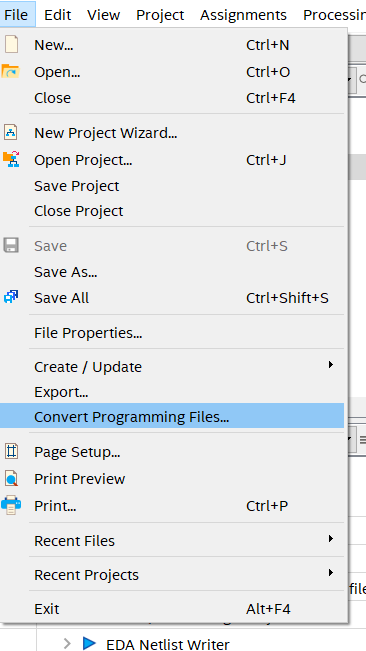 File Edit View Project Assignments Processin
New... Ctrl+N
Open... Ctrl+O
Close Ctrl+F4
New Project Wizard...
Open Project... Ctrl+J
Save Project
Close Project
Save Ctrl+S
Save As...
Save All Ctrl+Shift+S
File Properties...
Create / Update
Export...
Convert Programming Files...
Page Setup...
Print Preview
Print... Ctrl+P
Recent Files
Recent Projects
file
Exit Alt+F4
EDA Netlist Writer